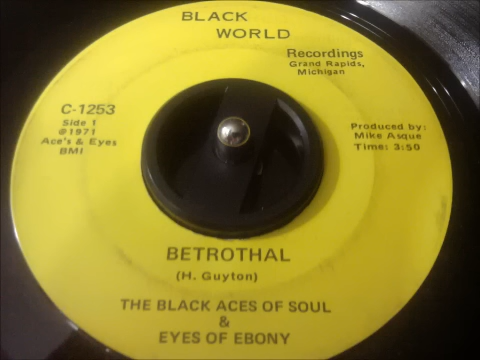 BLACK
WORLD
Recordings
Grand Rapids,
Michigan
C-1253
Side 1
℗1971
Ace's & Eyes
BMI
Produced by:
Mike Asque
Time: 3:50
BETROTHAL
(H. Guyton)
THE BLACK ACES OF SOUL
&
EYES OF EBONY